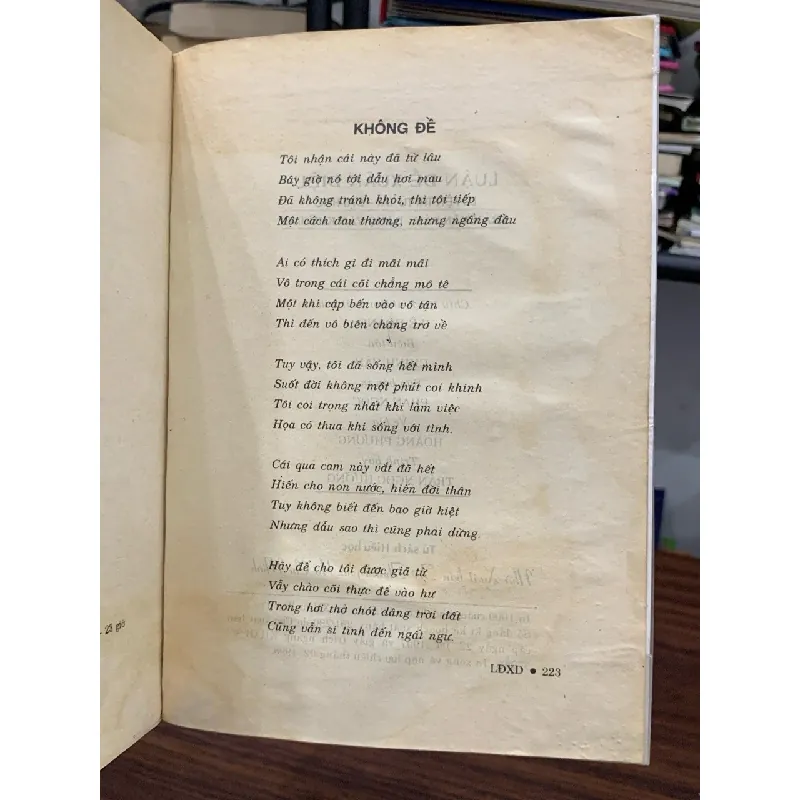 . 23 giờ
KHÔNG ĐỀ
Tôi nhận cái này đã từ lâu
Bây giờ nó tới dẫu hơi mau
Đã không tránh khỏi, thì tôi tiếp
Một cách đau thương, nhưng ngẩng đầu
Ai có thích gì đi mãi mãi
Vô trong cái cõi chẳng mô tê
Một khi cập bến vào vô tận
Thì đến vô biên chẳng trở về
Tuy vậy, tôi đã sống hết mình
Suốt đời không một phút coi khinh
Tôi coi trọng nhất khi làm việc
Họa có thua khi sống với tình.
Cái quả cam này vắt đã hết
Hiến cho non nước, hiến đời thân
Tuy không biết đến bao giờ kiệt
Nhưng dẫu sao thì cũng phải dừng.
Hãy để cho tôi được giã từ
Vẫy chào cõi thực để vào hư
Trong hơi thở chót dâng trời đất
Cũng vẫn si tình đến ngất ngư.
LĐXD • 223